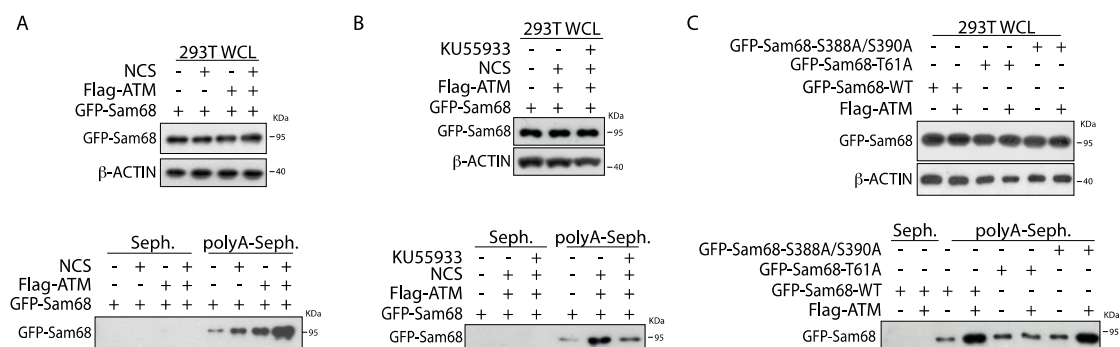 A
293T WCL
NCS - + - +
Flag-ATM - - + +
GFP-Sam68 + + + +
KDa
GFP-Sam68 -95
β-ACTIN -40
Seph. polyA-Seph.
NCS - + - + - + - +
Flag-ATM - - + + - - + +
GFP-Sam68 + + + + + + + +
KDa
GFP-Sam68 -95
B
293T WCL
KU55933 - - +
NCS - + +
Flag-ATM - + +
GFP-Sam68 + + +
KDa
GFP-Sam68 -95
β-ACTIN -40
Seph. polyA-Seph.
KU55933 - - + - - +
NCS - + + - + +
Flag-ATM - + + - + +
GFP-Sam68 + + + + + +
KDa
GFP-Sam68 -95
C
293T WCL
GFP-Sam68-S388A/S390A - - - - + +
GFP-Sam68-T61A - - + + - -
GFP-Sam68-WT + + - - - -
Flag-ATM - + - + - +
KDa
GFP-Sam68 -95
β-ACTIN -40
Seph. polyA-Seph.
GFP-Sam68-S388A/S390A - - - - - - + +
GFP-Sam68-T61A - - - - + + - -
GFP-Sam68-WT + + + + - - - -
Flag-ATM - + - + - + - +
KDa
GFP-Sam68 -95